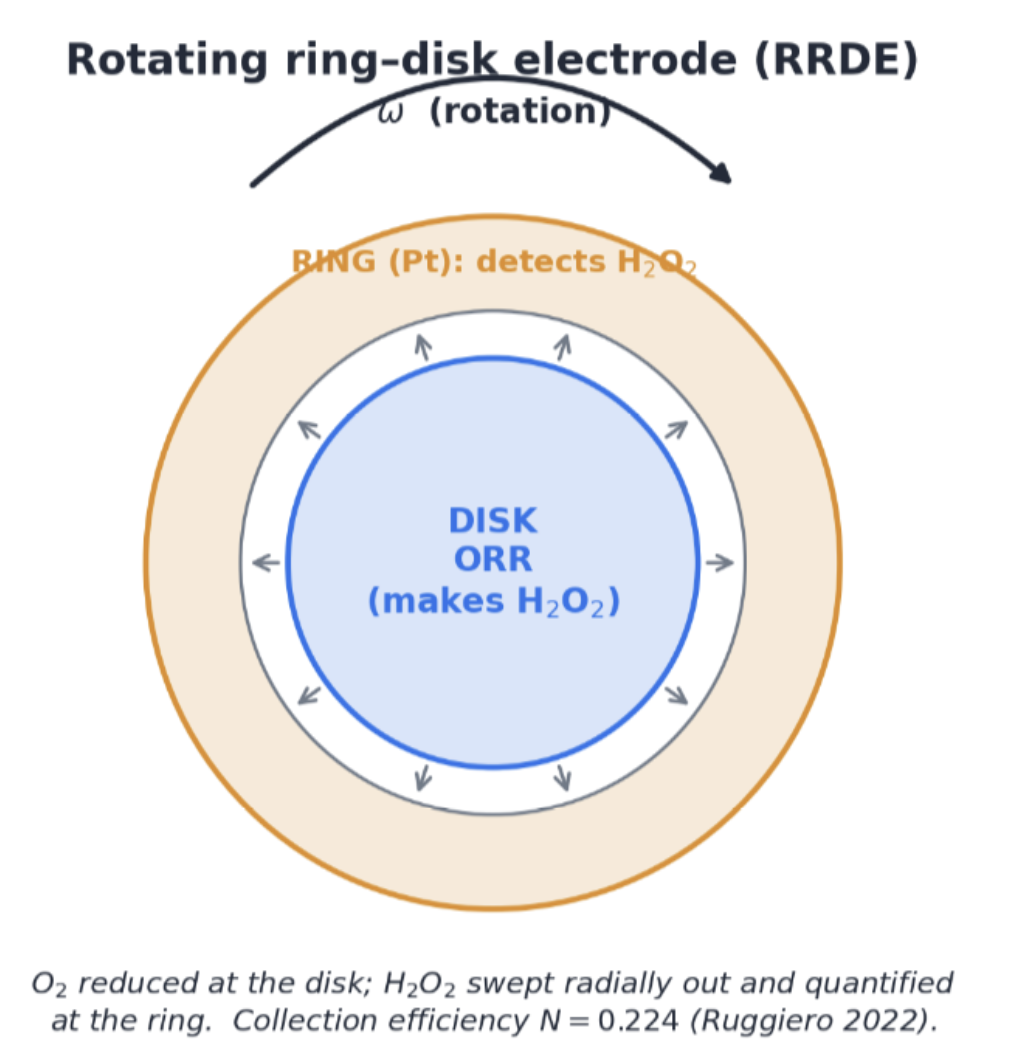 Rotating ring–disk electrode (RRDE)
ω (rotation)
RING (Pt): detects H₂O₂
DISK
ORR
(makes H₂O₂)
O₂ reduced at the disk; H₂O₂ swept radially out and quantified
at the ring. Collection efficiency N = 0.224 (Ruggiero 2022).